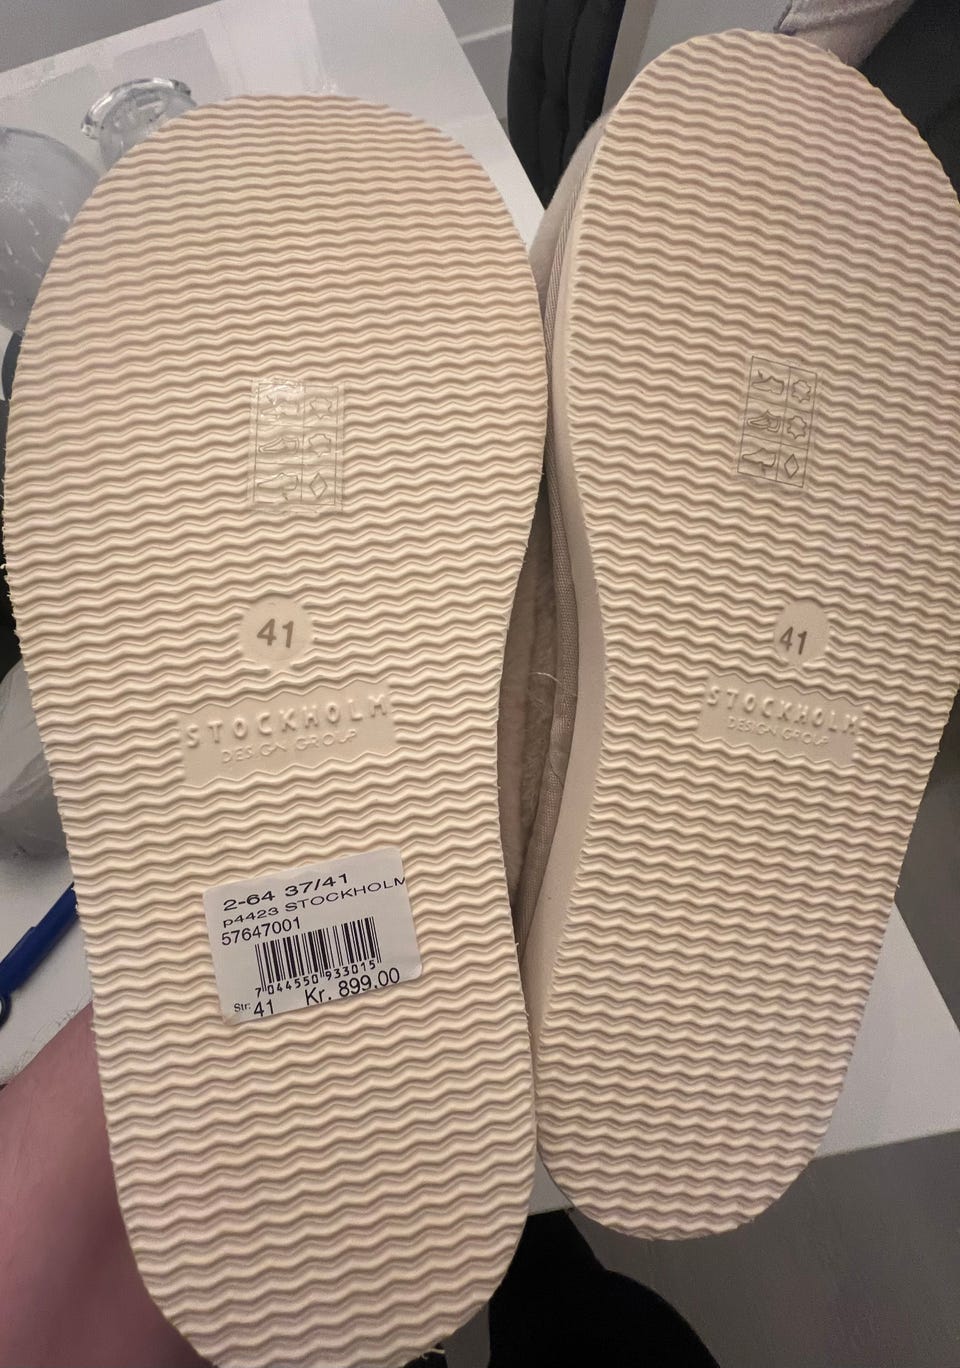 41
STOCKHOLM
DESIGN GROUP
2-64 37/41
p4423 STOCKHOLM
57647001
7 044550 933015
Str: 41 Kr. 899.00
41
STOCKHOLM
DESIGN GROUP